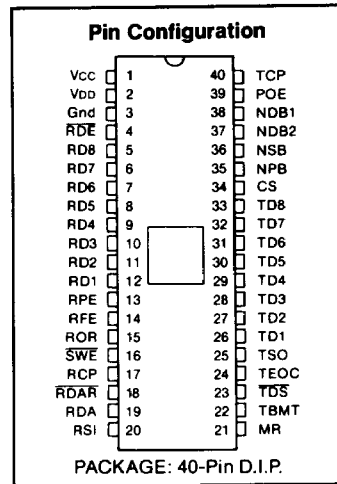 Pin Configuration
VCC 1 40 TCP
VDD 2 39 POE
Gnd 3 38 NDB1
RDE 4 37 NDB2
RD8 5 36 NSB
RD7 6 35 NPB
RD6 7 34 CS
RD5 8 33 TD8
RD4 9 32 TD7
RD3 10 31 TD6
RD2 11 30 TD5
RD1 12 29 TD4
RPE 13 28 TD3
RFE 14 27 TD2
ROR 15 26 TD1
SWE 16 25 TSO
RCP 17 24 TEOC
RDAR 18 23 TDS
RDA 19 22 TBMT
RSI 20 21 MR
PACKAGE: 40-Pin D.I.P.